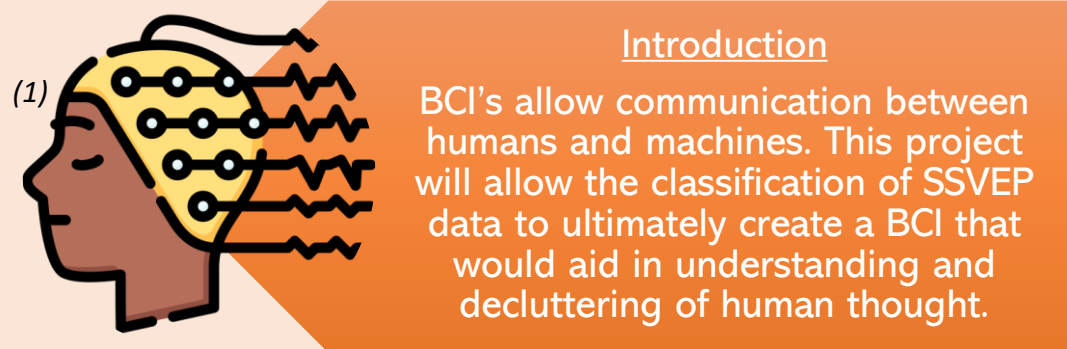 (1)
Introduction
BCI's allow communication between
humans and machines. This project
will allow the classification of SSVEP
data to ultimately create a BCI that
would aid in understanding and
decluttering of human thought.